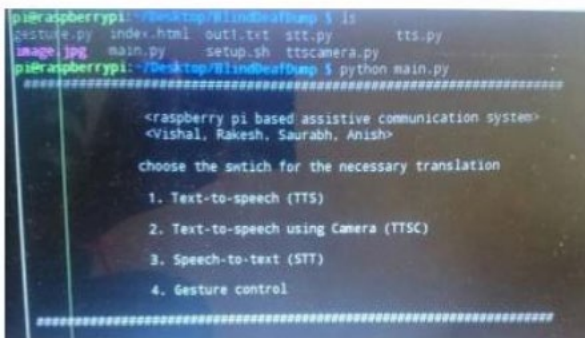 pi@raspberrypi:~/Desktop/BlindDeafDump $ ls
gesture.py index.html out1.txt stt.py tts.py
image.jpg main.py setup.sh ttscamera.py
pi@raspberrypi:~/Desktop/BlindDeafDump $ python main.py
<raspberry pi based assistive communication system>
<Vishal, Rakesh, Saurabh, Anish>
choose the swtich for the necessary translation
1. Text-to-speech (TTS)
2. Text-to-speech using Camera (TTSC)
3. Speech-to-text (STT)
4. Gesture control